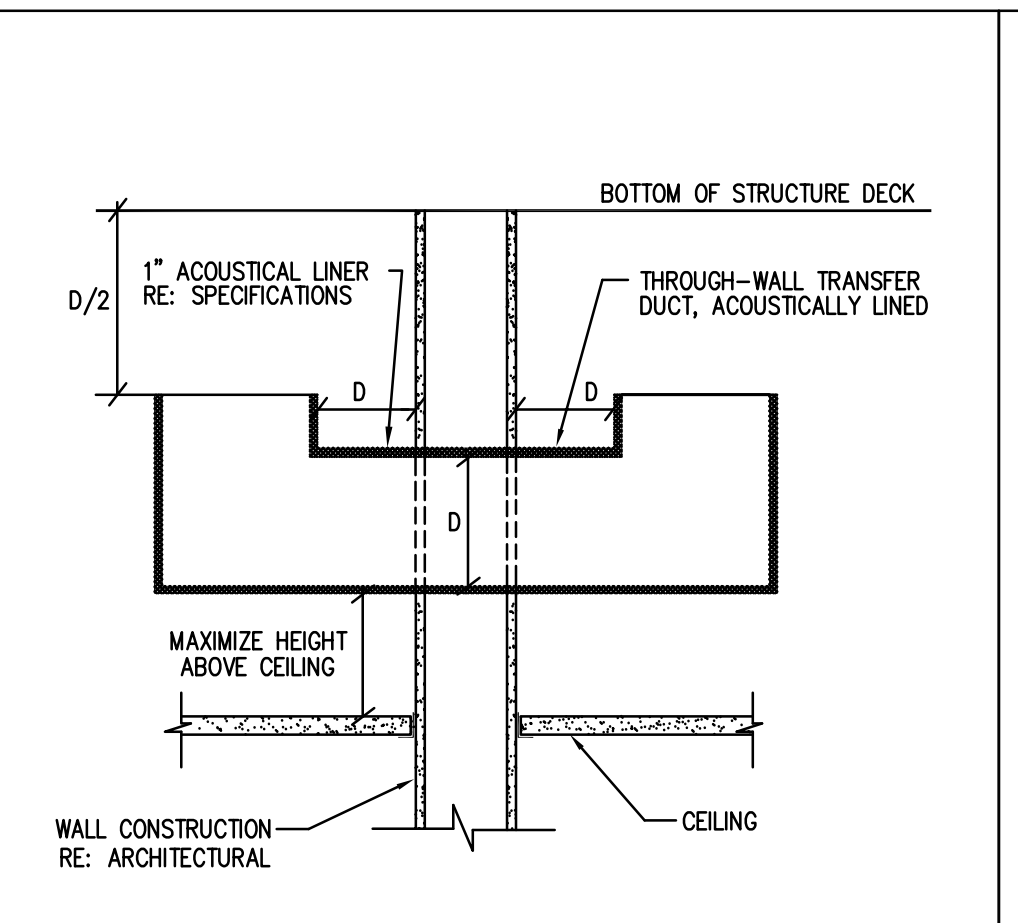 BOTTOM OF STRUCTURE DECK
1" ACOUSTICAL LINER
RE: SPECIFICATIONS
THROUGH-WALL TRANSFER
DUCT, ACOUSTICALLY LINED
D/2
D
D
D
MAXIMIZE HEIGHT
ABOVE CEILING
WALL CONSTRUCTION
RE: ARCHITECTURAL
CEILING